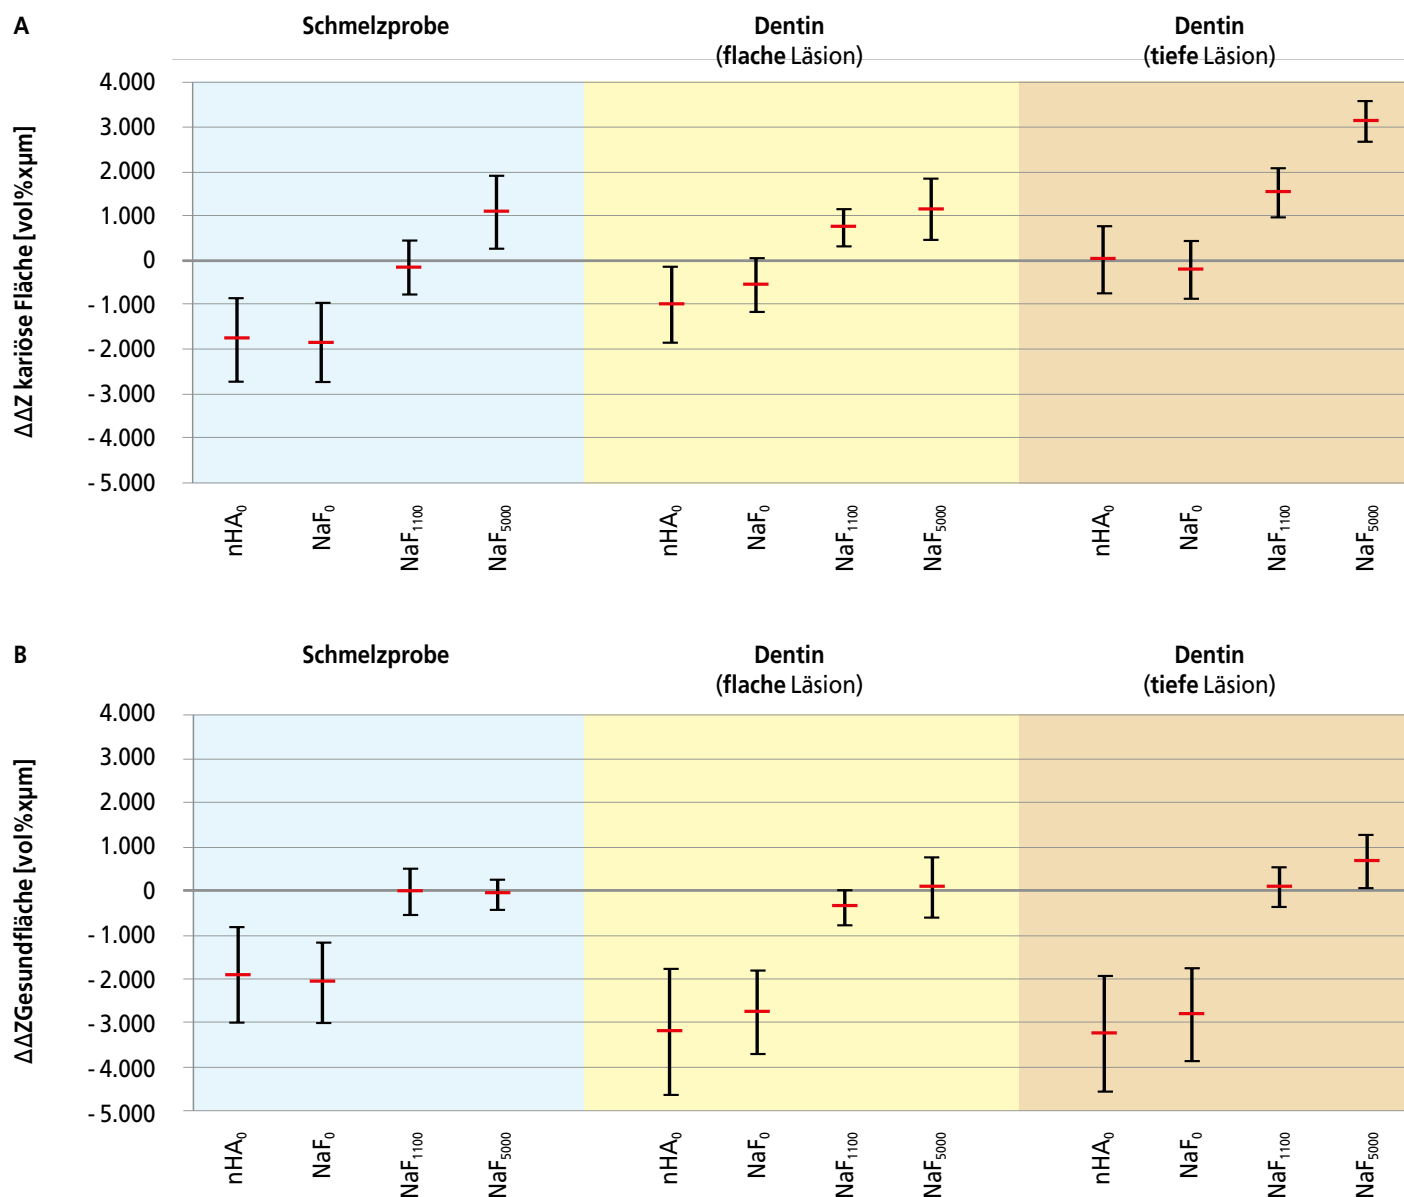 A
Schmelzprobe
Dentin
(flache Läsion)
Dentin
(tiefe Läsion)
ΔΔZ kariöse Fläche [vol%xµm]
4.000
3.000
2.000
1.000
0
- 1.000
- 2.000
- 3.000
- 4.000
- 5.000
nHA₀
NaF₀
NaF₁₁₀₀
NaF₅₀₀₀
nHA₀
NaF₀
NaF₁₁₀₀
NaF₅₀₀₀
nHA₀
NaF₀
NaF₁₁₀₀
NaF₅₀₀₀
B
Schmelzprobe
Dentin
(flache Läsion)
Dentin
(tiefe Läsion)
ΔΔZGesundfläche [vol%xµm]
4.000
3.000
2.000
1.000
0
- 1.000
- 2.000
- 3.000
- 4.000
- 5.000
nHA₀
NaF₀
NaF₁₁₀₀
NaF₅₀₀₀
nHA₀
NaF₀
NaF₁₁₀₀
NaF₅₀₀₀
nHA₀
NaF₀
NaF₁₁₀₀
NaF₅₀₀₀